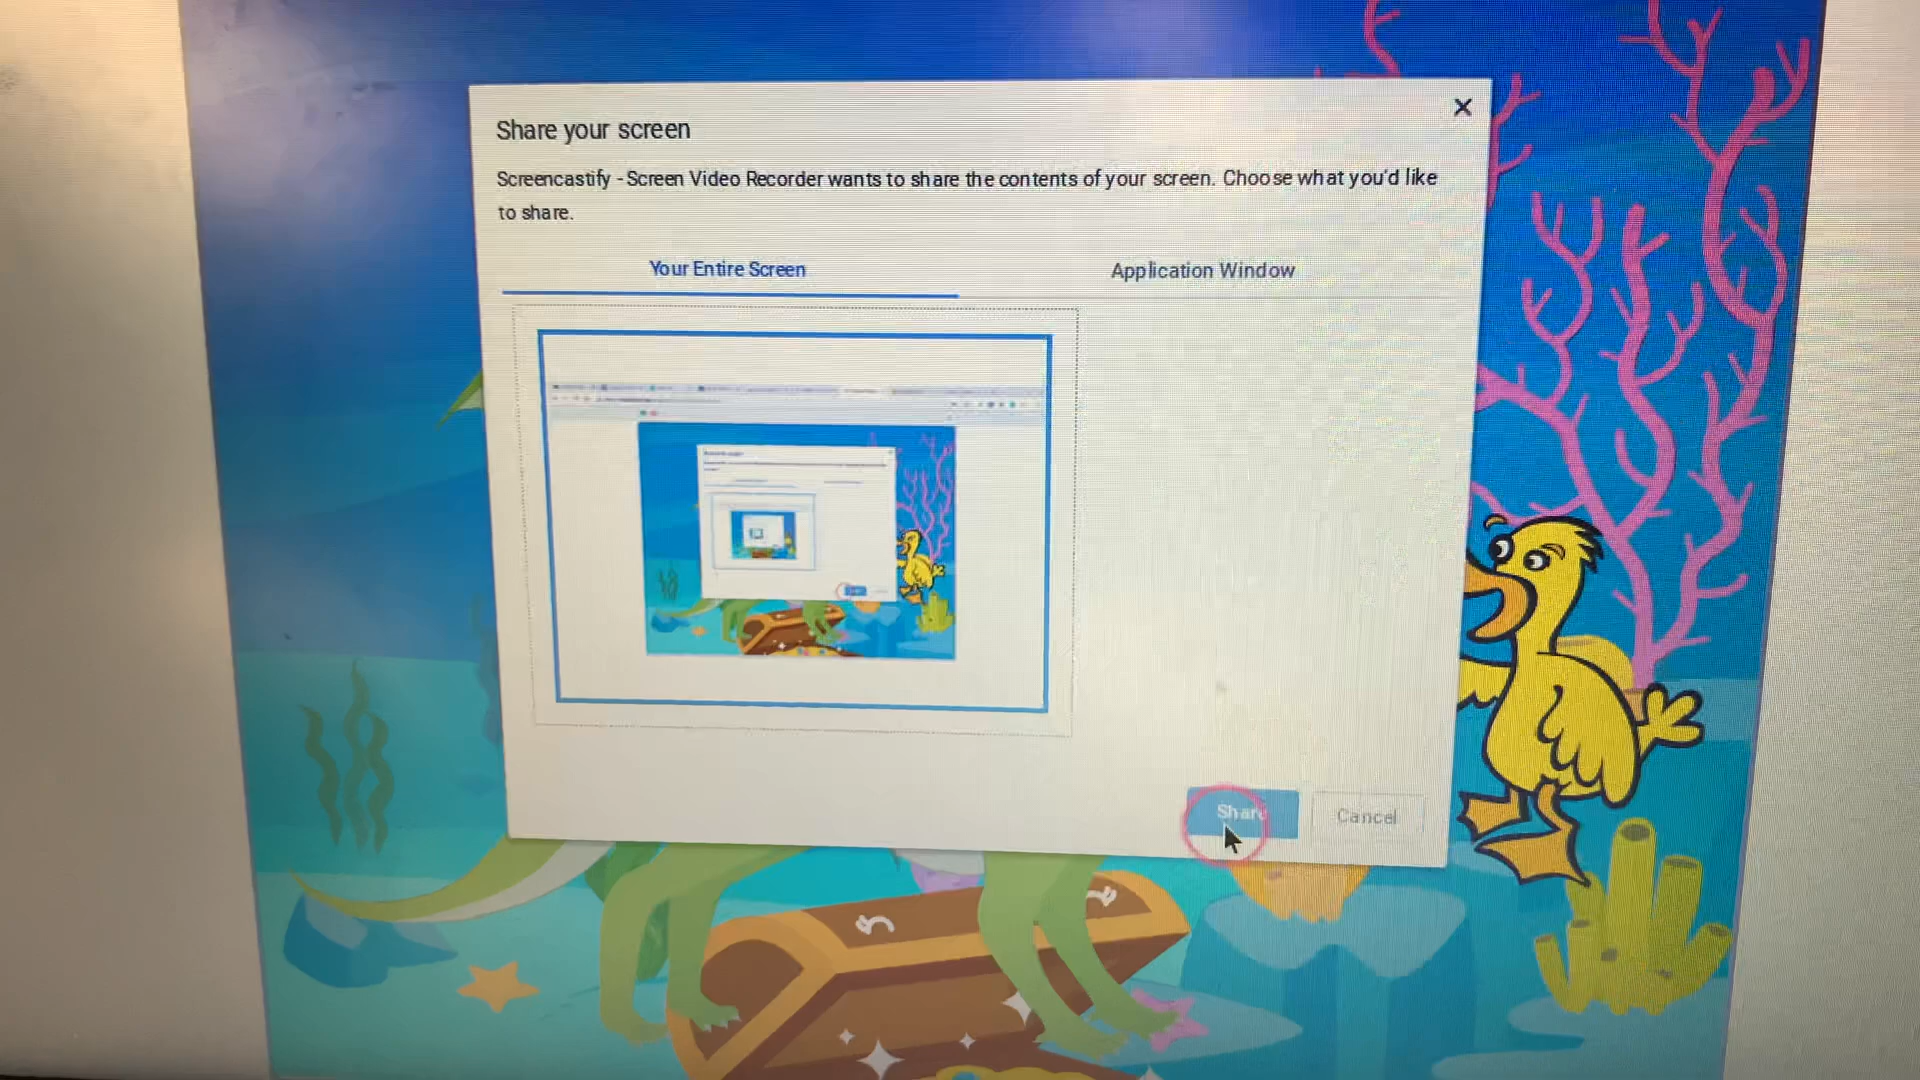 Share your screen
Screencastify - Screen Video Recorder wants to share the contents of your screen. Choose what you'd like
to share.
Your Entire Screen
Application Window
Share
Cancel